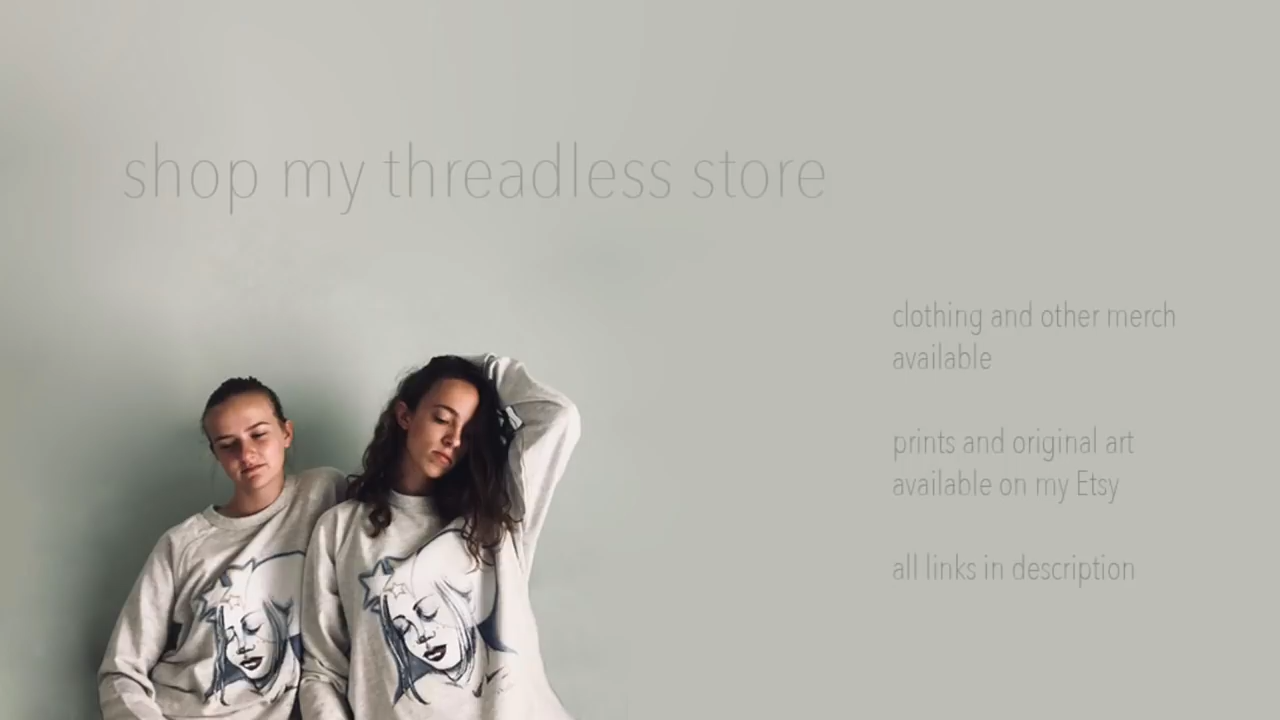 shop my threadless store
clothing and other merch
available
prints and original art
available on my Etsy
all links in description